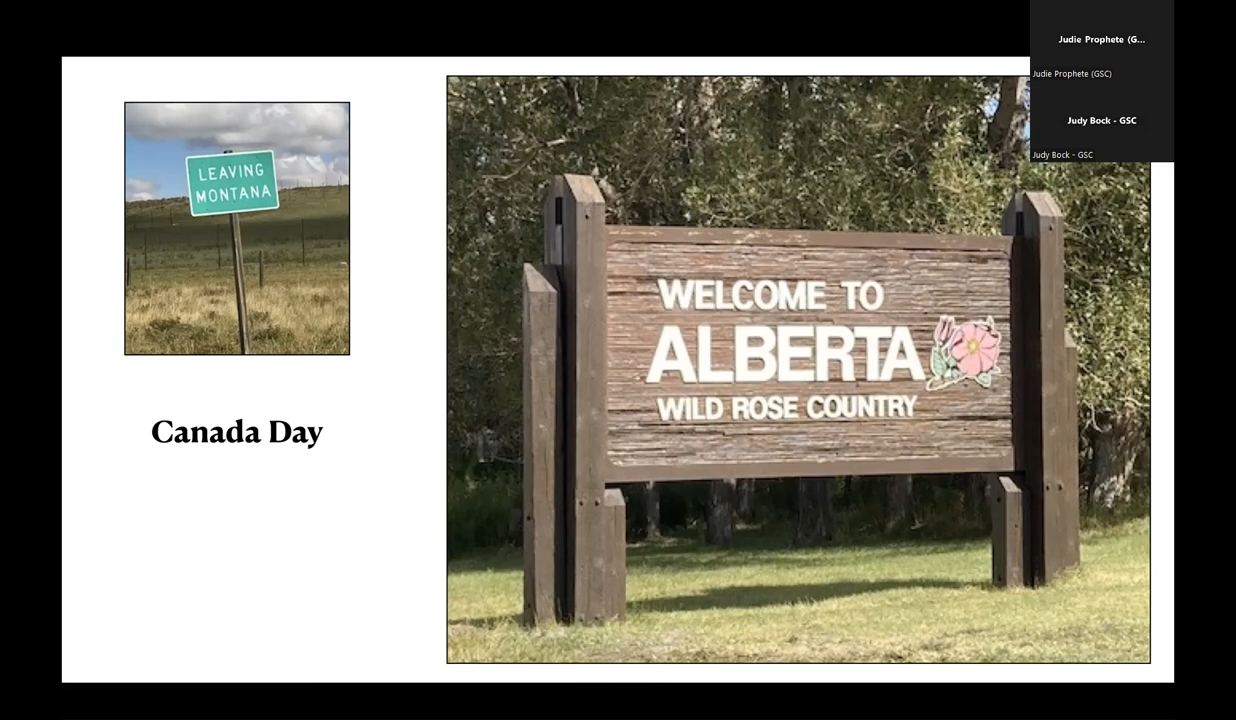 Judie Prophete (G...
Judie Prophete (GSC)
Judy Bock - GSC
Judy Bock - GSC
LEAVING
MONTANA
Canada Day
WELCOME TO
ALBERTA
WILD ROSE COUNTRY